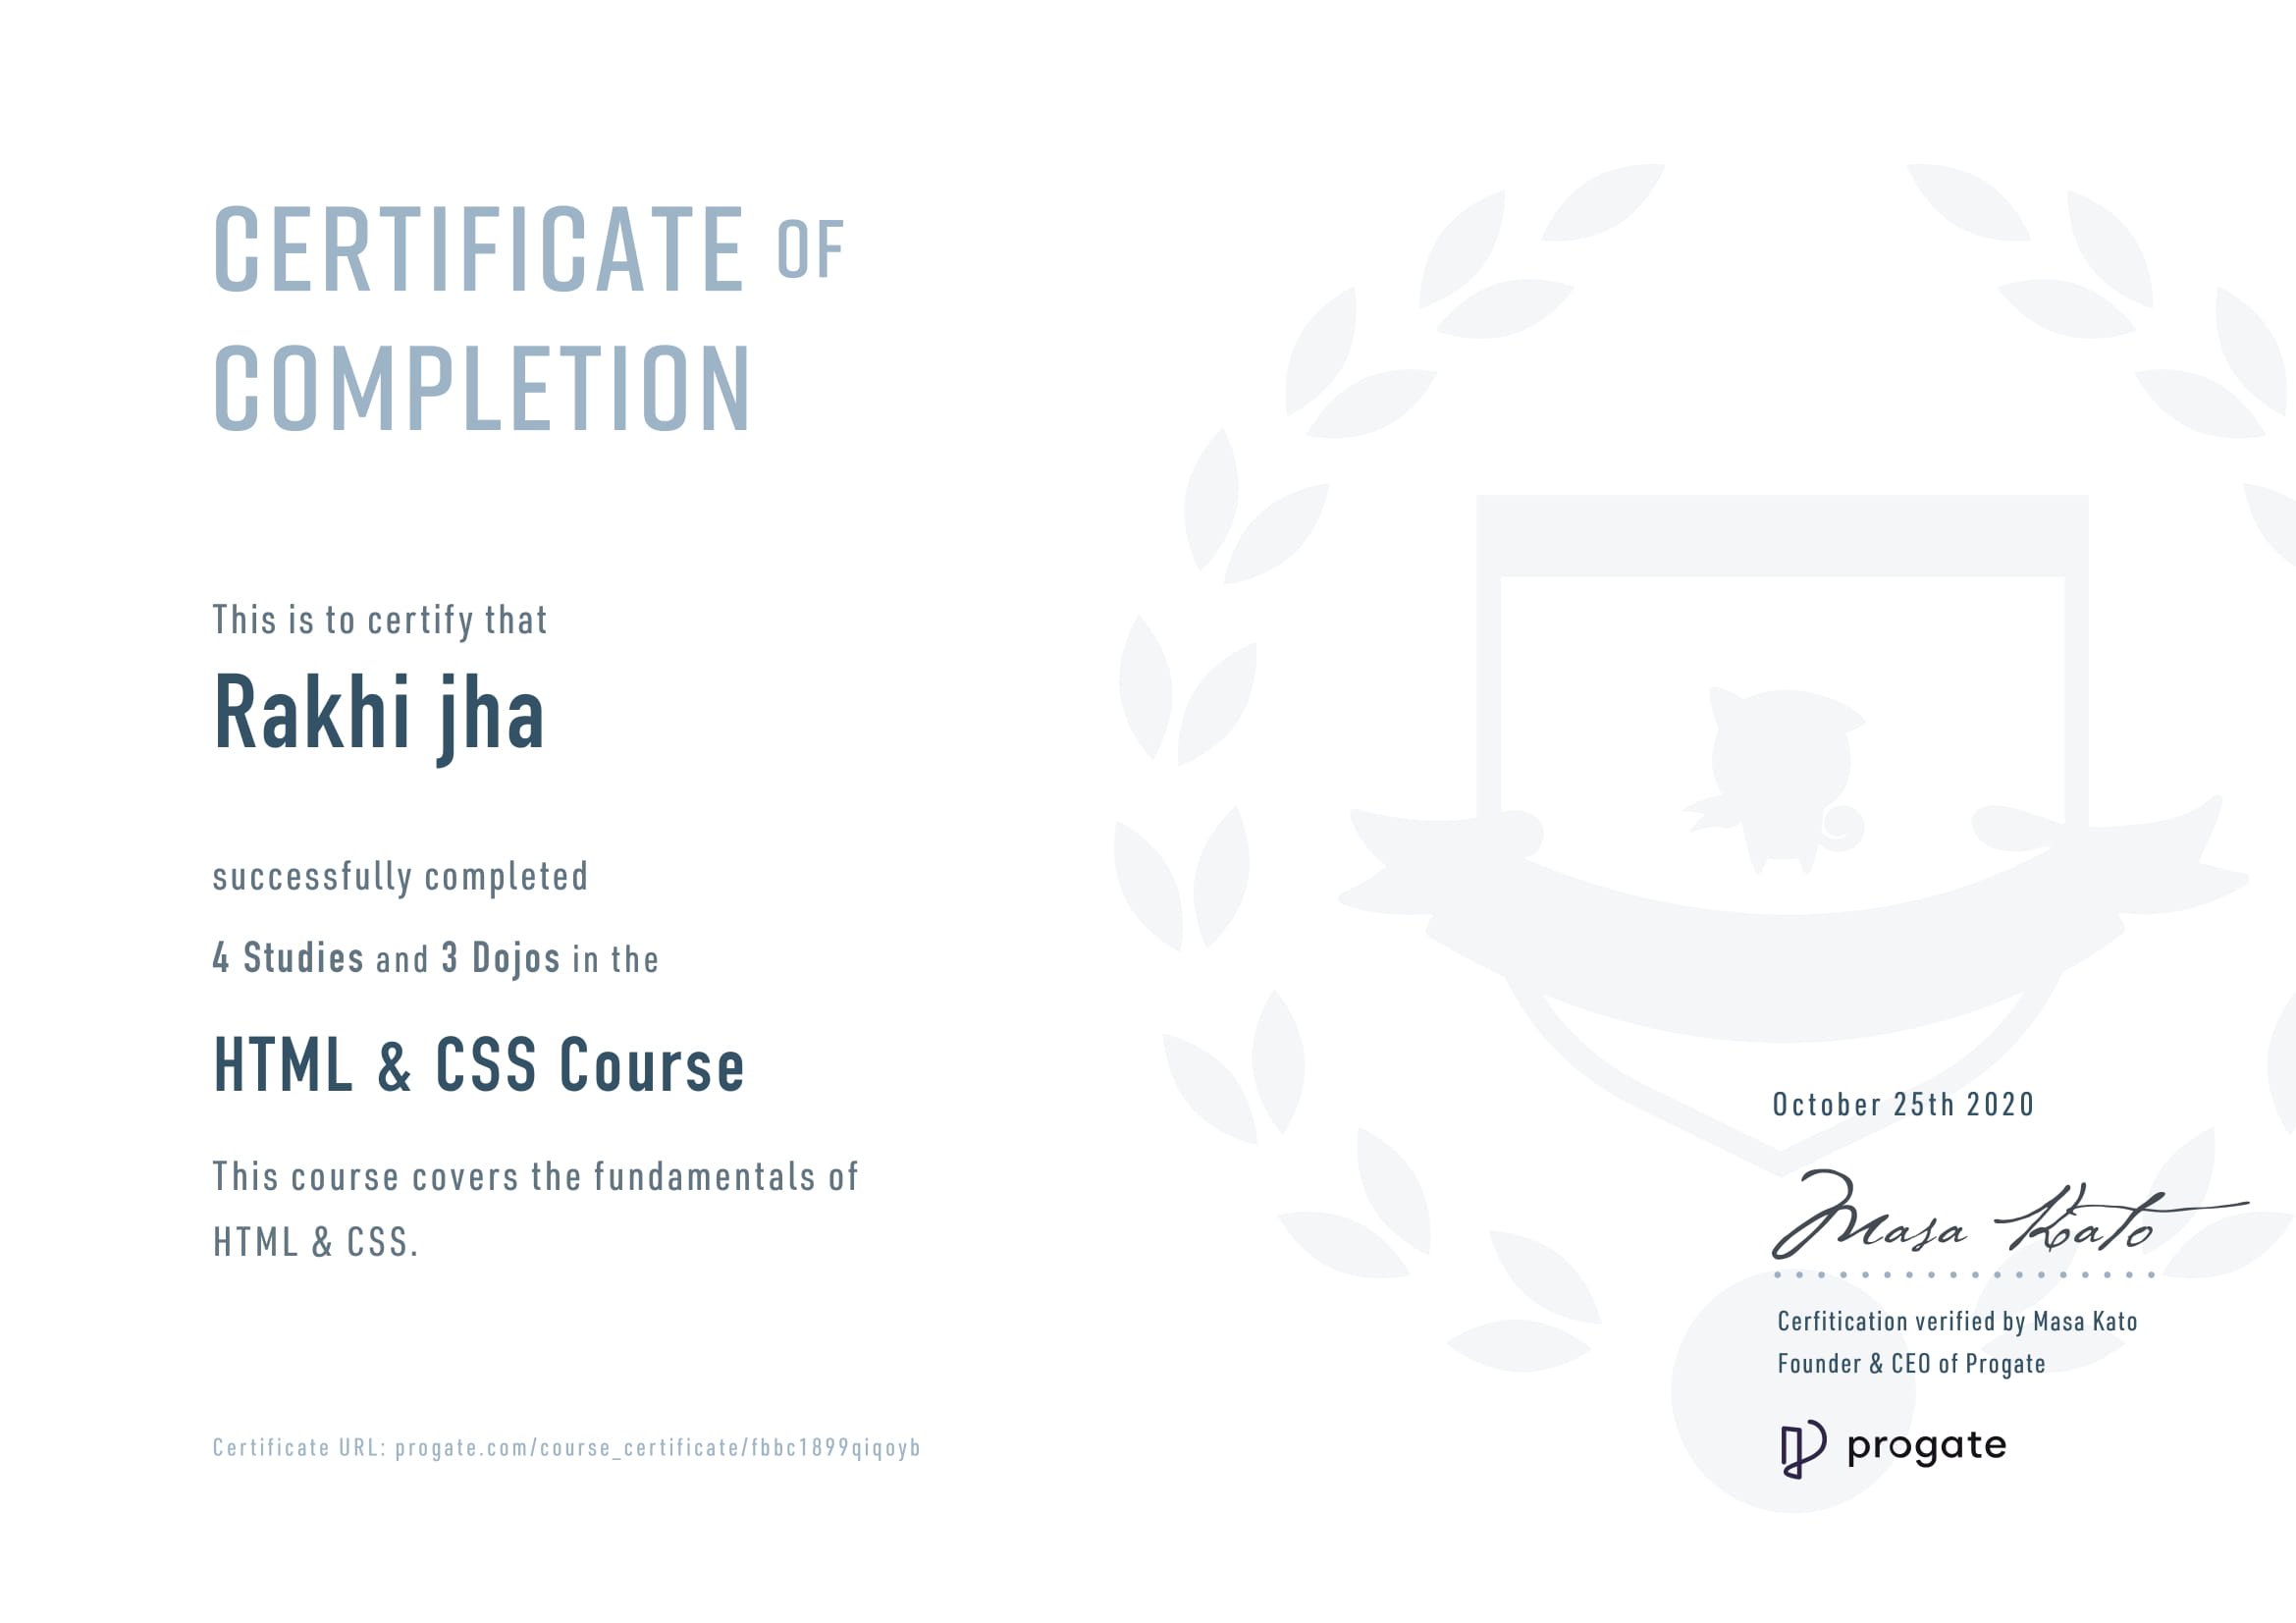 CERTIFICATE OF
COMPLETION
This is to certify that
Rakhi jha
successfully completed
4 Studies and 3 Dojos in the
HTML & CSS Course
This course covers the fundamentals of
HTML & CSS.
Certificate URL: progate.com/course_certificate/fbbc1899qiqoyb
October 25th 2020
Masa Kato
Cerfitication verified by Masa Kato
Founder & CEO of Progate
progate